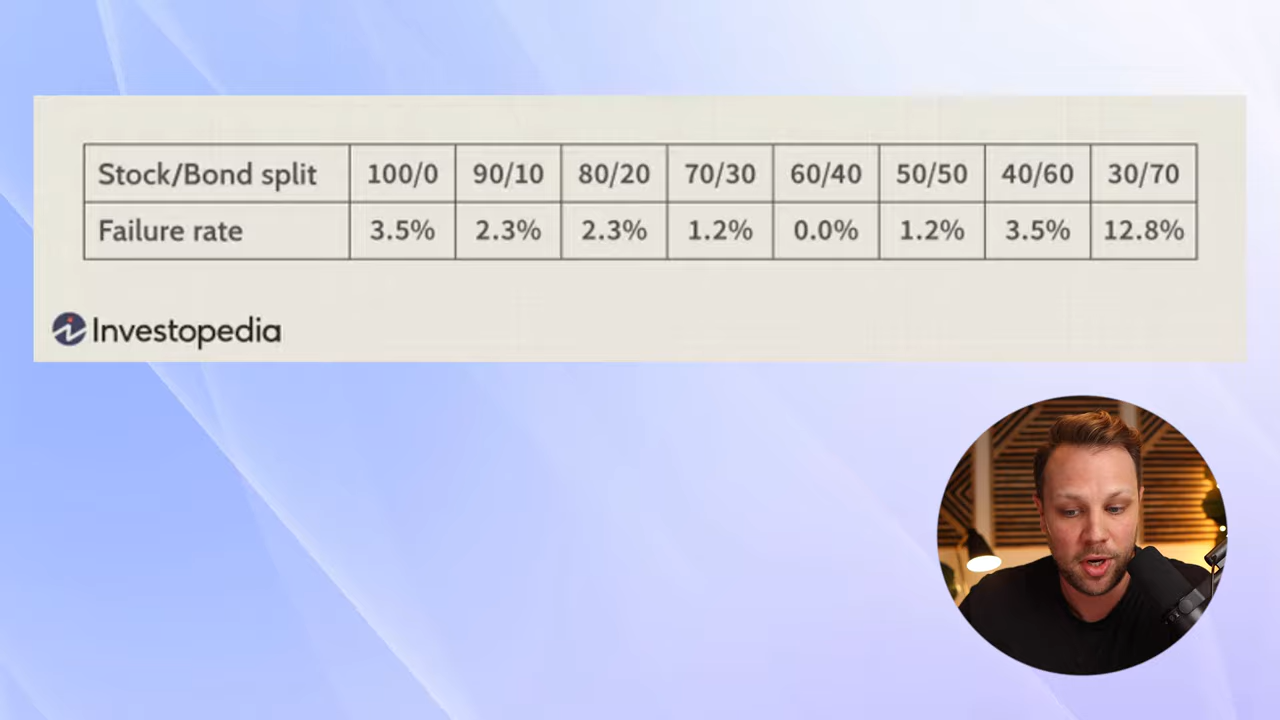 Stock/Bond split 100/0 90/10 80/20 70/30 60/40 50/50 40/60 30/70
Failure rate 3.5% 2.3% 2.3% 1.2% 0.0% 1.2% 3.5% 12.8%
Investopedia